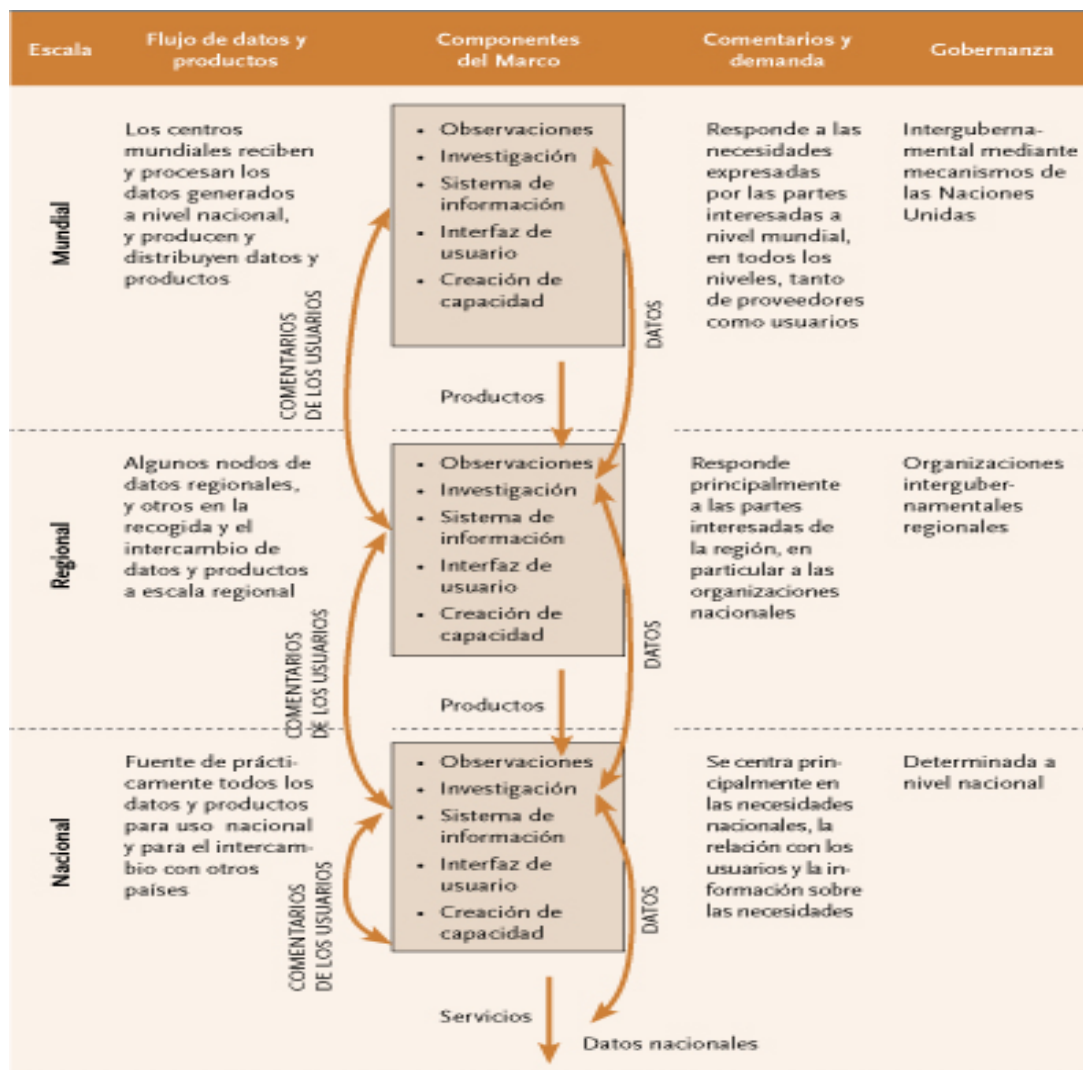 Escala
Flujo de datos y
productos
Componentes
del Marco
Comentarios y
demanda
Gobernanza
Mundial
Los centros
mundiales reciben
y procesan los
datos generados
a nivel nacional,
y producen y
distribuyen datos y
productos
COMENTARIOS
DE LOS USUARIOS
• Observaciones
• Investigación
• Sistema de
información
• Interfaz de
usuario
• Creación de
capacidad
DATOS
Productos
Responde a las
necesidades
expresadas
por las partes
interesadas a
nivel mundial,
en todos los
niveles, tanto
de proveedores
como usuarios
Interguberna-
mental mediante
mecanismos de
las Naciones
Unidas
Regional
Algunos nodos de
datos regionales,
y otros en la
recogida y el
intercambio de
datos y productos
a escala regional
COMENTARIOS
DE LOS USUARIOS
• Observaciones
• Investigación
• Sistema de
información
• Interfaz de
usuario
• Creación de
capacidad
DATOS
Productos
Responde
principalmente
a las partes
interesadas de
la región, en
particular a las
organizaciones
nacionales
Organizaciones
interguber-
namentales
regionales
Nacional
Fuente de prácti-
camente todos los
datos y productos
para uso nacional
y para el intercam-
bio con otros
países
COMENTARIOS
DE LOS USUARIOS
• Observaciones
• Investigación
• Sistema de
información
• Interfaz de
usuario
• Creación de
capacidad
DATOS
Servicios
Datos nacionales
Se centra prin-
cipalmente en
las necesidades
nacionales, la
relación con los
usuarios y la in-
formación sobre
las necesidades
Determinada a
nivel nacional